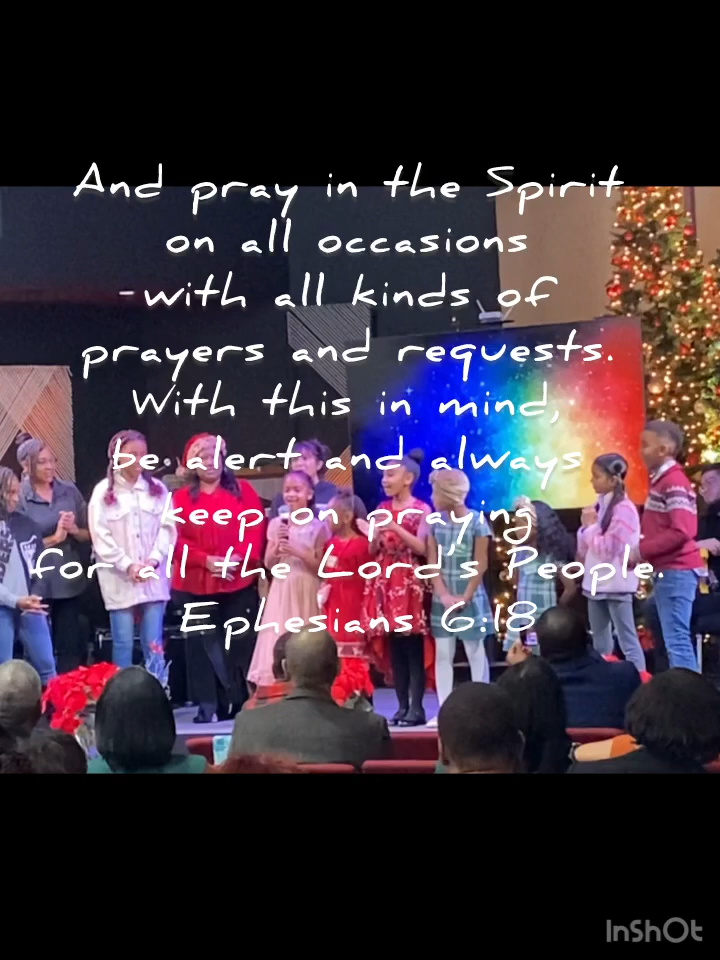 And pray in the Spirit
on all occasions
-with all kinds of
prayers and requests.
With this in mind,
be alert and always
keep on praying
for all the Lord's People.
Ephesians 6:18
InShOt